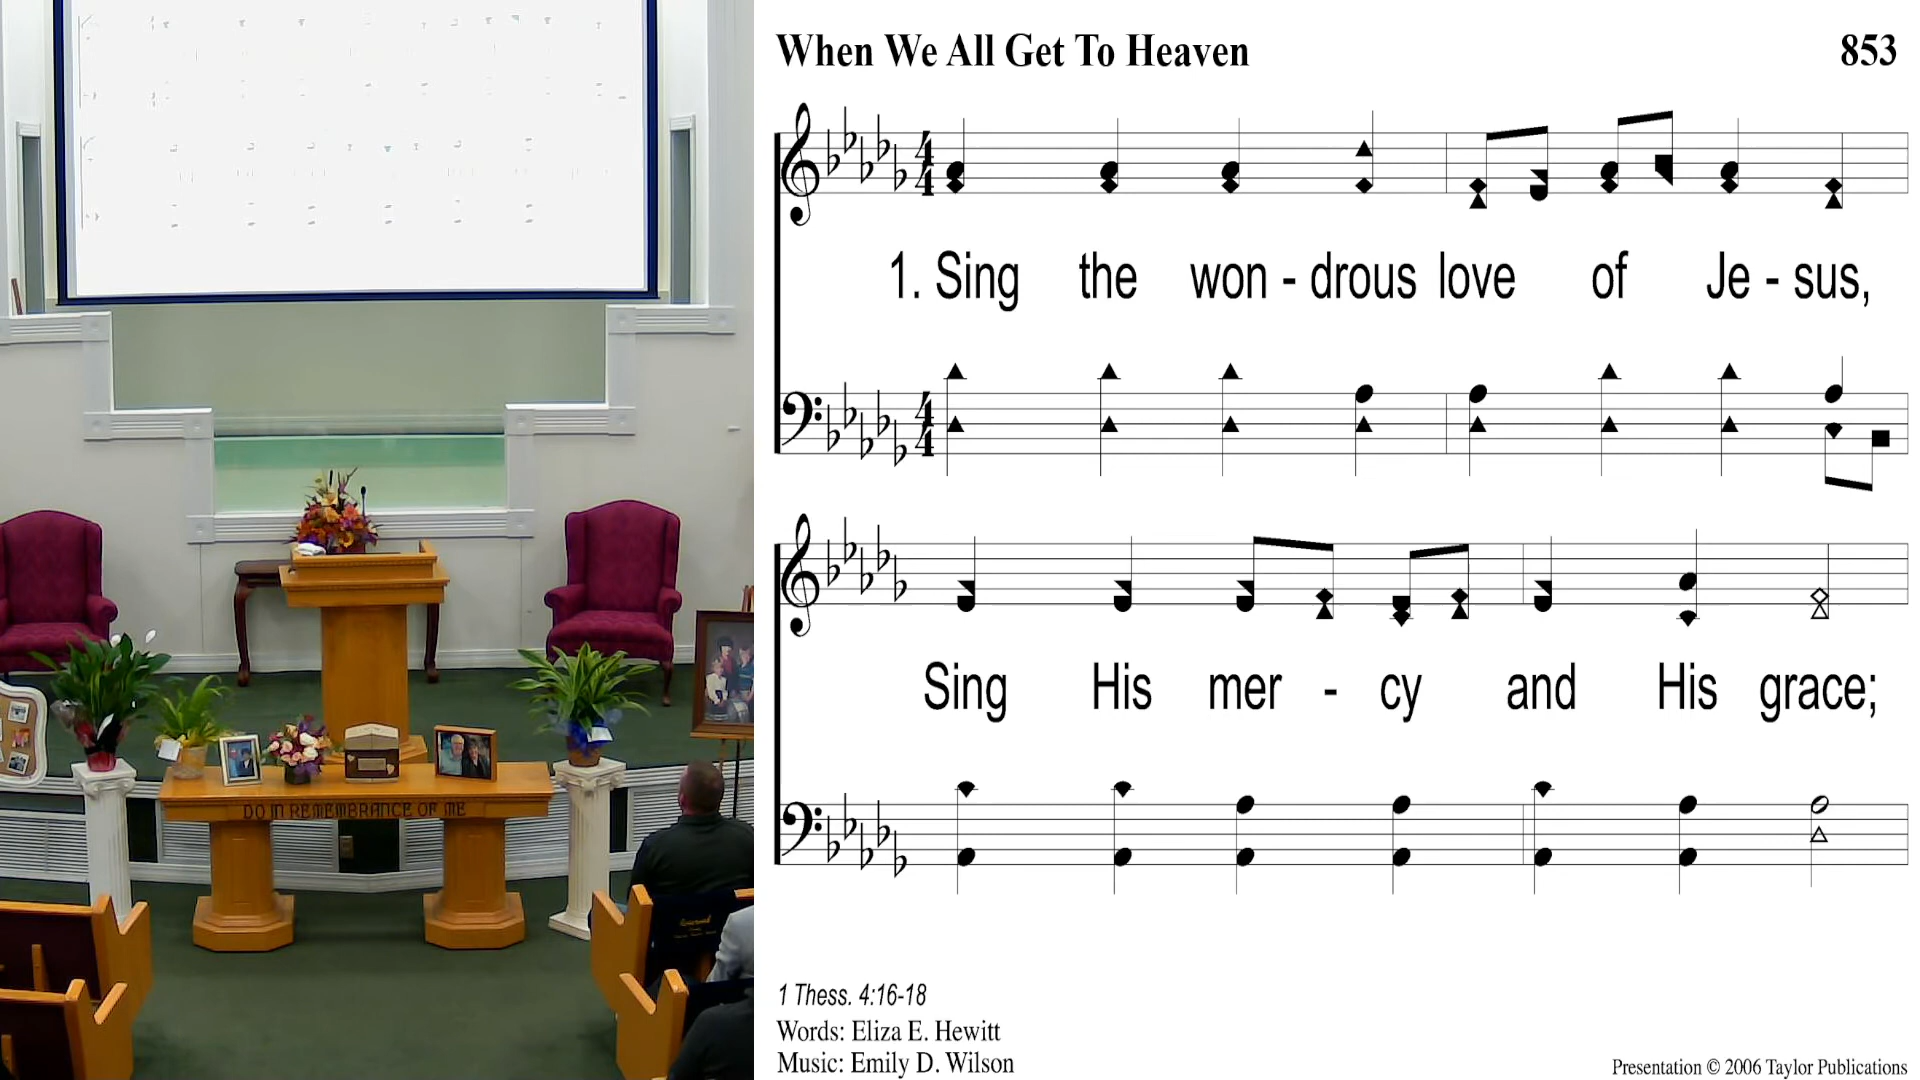 When We All Get To Heaven 853
1. Sing the won - drous love of Je - sus,
Sing His mer - cy and His grace;
1 Thess. 4:16-18
Words: Eliza E. Hewitt
Music: Emily D. Wilson
Presentation © 2006 Taylor Publications
DO IN REMEMBRANCE OF ME
Reserved